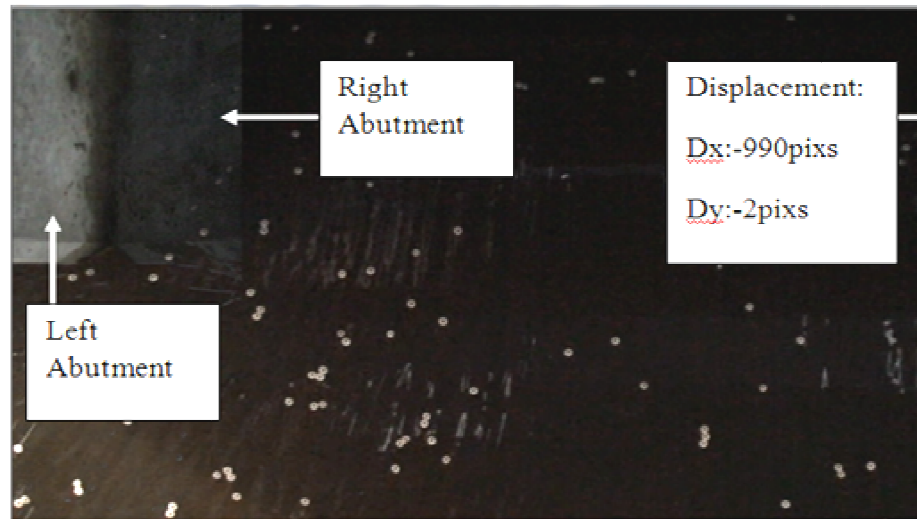 Right
Abutment
Displacement:
Dx:-990pixs
Dy:-2pixs
Left
Abutment